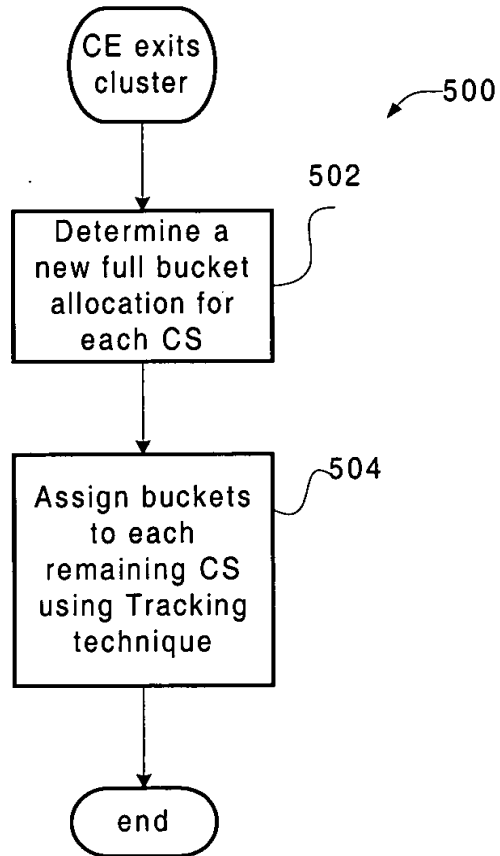 CE exits
cluster
500
502
Determine a
new full bucket
allocation for
each CS
504
Assign buckets
to each
remaining CS
using Tracking
technique
end